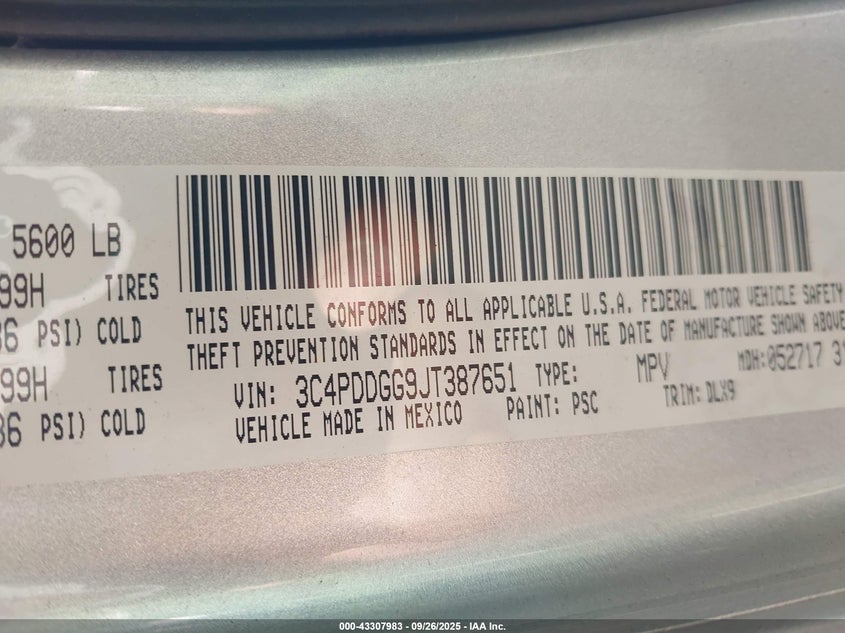 5600 LB
99H TIRES
36 PSI) COLD
99H TIRES
36 PSI) COLD
THIS VEHICLE CONFORMS TO ALL APPLICABLE U.S.A. FEDERAL MOTOR VEHICLE SAFETY
THEFT PREVENTION STANDARDS IN EFFECT ON THE DATE OF MANUFACTURE SHOWN ABOVE
VIN: 3C4PDDGG9JT387651 TYPE: MPV MDH:052717 31
VEHICLE MADE IN MEXICO PAINT: PSC TRIM: DLX9
000-43307983 - 09/26/2025 - IAA Inc.